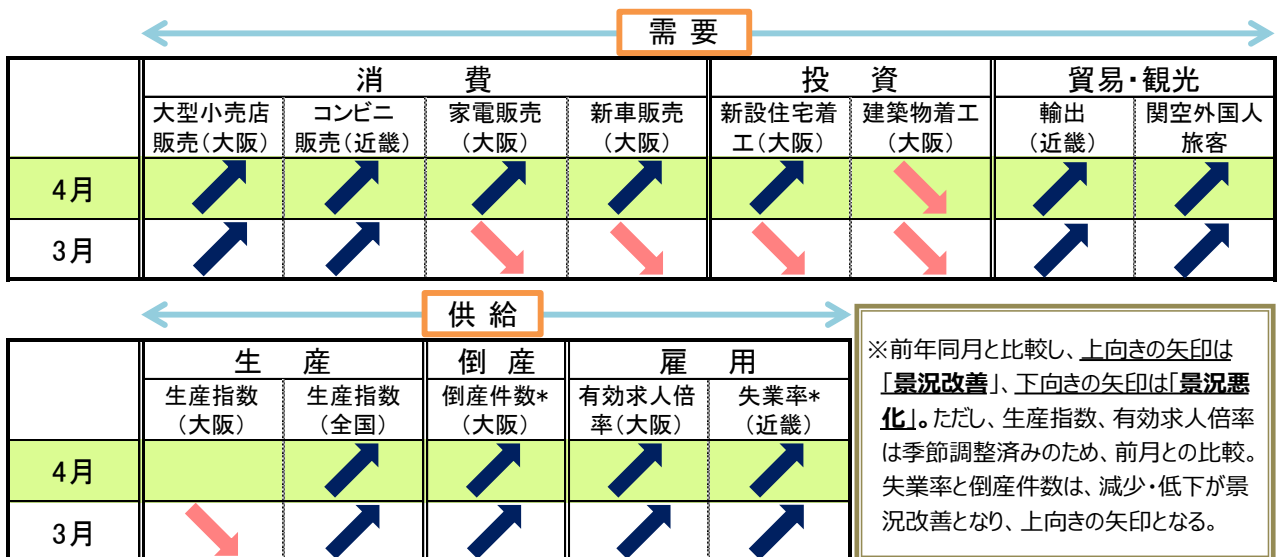 需 要
消 費
投 資
貿易・観光
大型小売店
販売(大阪)
コンビニ
販売(近畿)
家電販売
(大阪)
新車販売
(大阪)
新設住宅着
工(大阪)
建築物着工
(大阪)
輸出
(近畿)
関空外国人
旅客
4月
3月
供 給
生 産
倒 産
雇 用
生産指数
(大阪)
生産指数
(全国)
倒産件数*
(大阪)
有効求人倍
率(大阪)
失業率*
(近畿)
4月
3月
※前年同月と比較し、上向きの矢印は
「景況改善」、下向きの矢印は「景況悪
化」。ただし、生産指数、有効求人倍率
は季節調整済みのため、前月との比較。
失業率と倒産件数は、減少・低下が景
況改善となり、上向きの矢印となる。